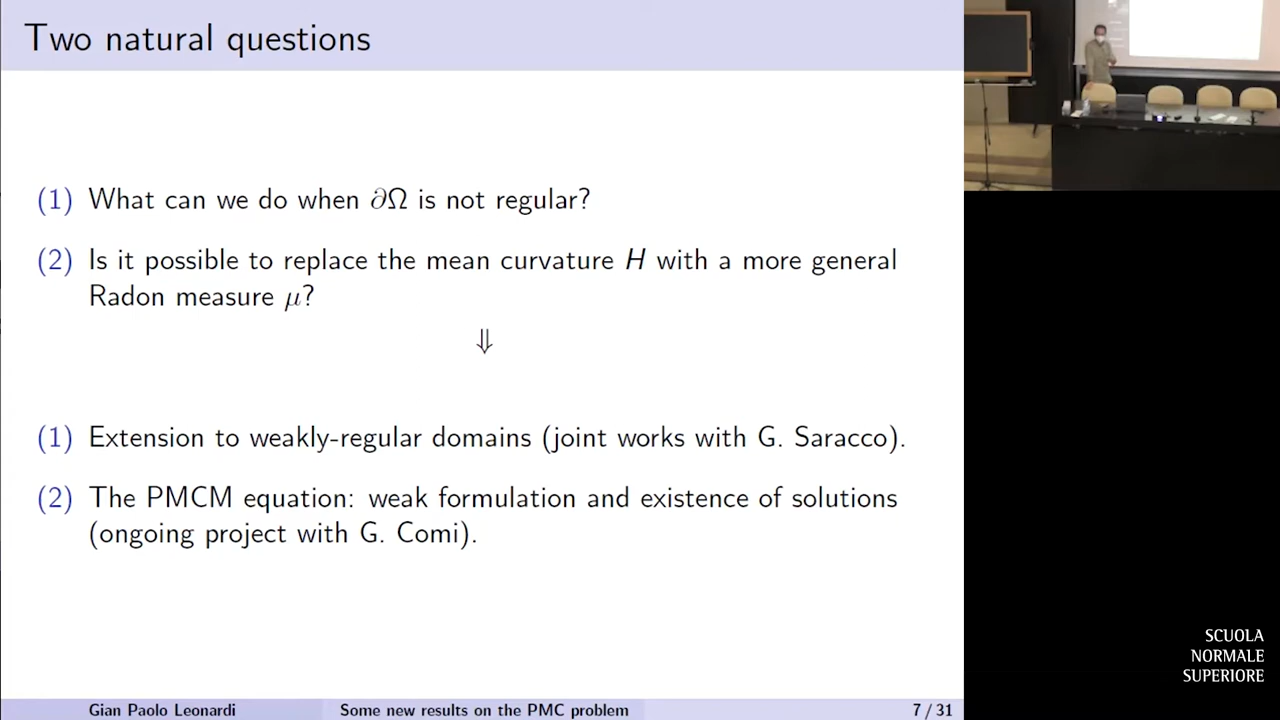 Two natural questions
(1) What can we do when ∂Ω is not regular?
(2) Is it possible to replace the mean curvature H with a more general
Radon measure μ?
⇓
(1) Extension to weakly-regular domains (joint works with G. Saracco).
(2) The PMCM equation: weak formulation and existence of solutions
(ongoing project with G. Comi).
Gian Paolo Leonardi Some new results on the PMC problem 7 / 31
SCUOLA
NORMALE
SUPERIORE